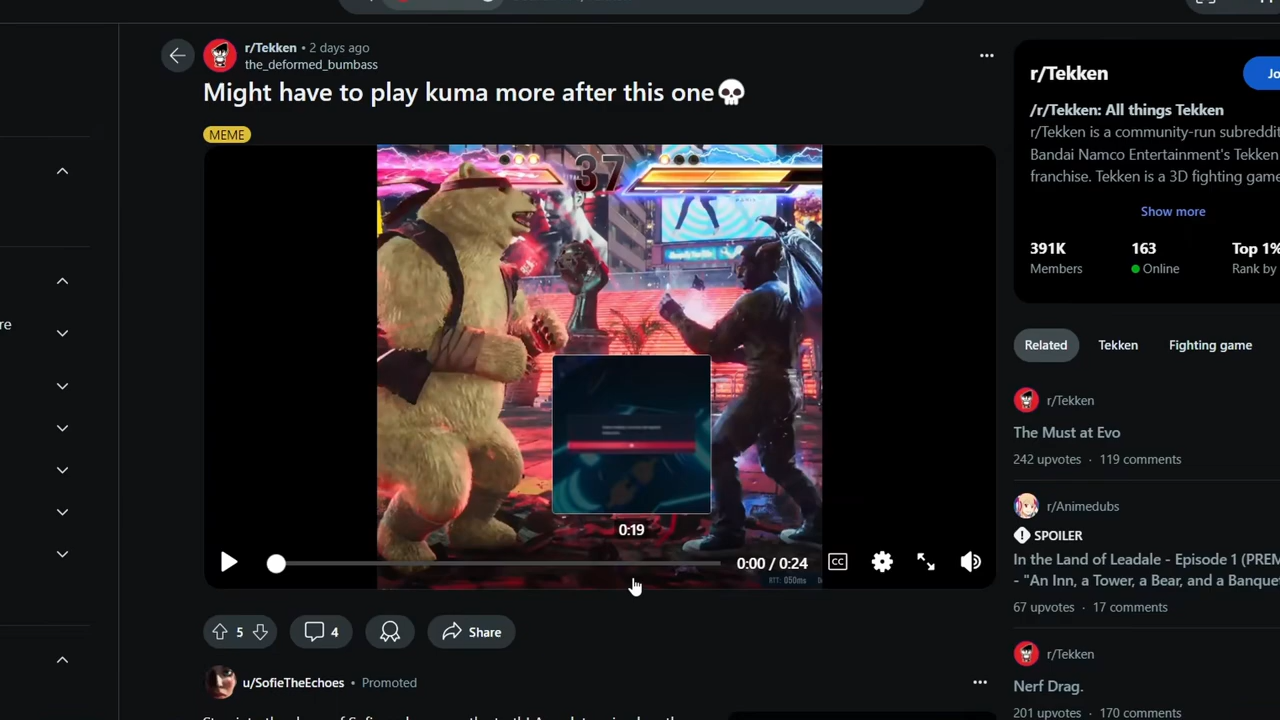 r/Tekken • 2 days ago
the_deformed_bumbass
Might have to play kuma more after this one💀
MEME
37
0:19
0:00 / 0:24
CC
5
4
Share
u/SofieTheEchoes • Promoted
re
r/Tekken
Jo
/r/Tekken: All things Tekken
r/Tekken is a community-run subreddit
Bandai Namco Entertainment's Tekken
franchise. Tekken is a 3D fighting game
Show more
391K
Members
163
Online
Top 1%
Rank by
Related
Tekken
Fighting game
r/Tekken
The Must at Evo
242 upvotes · 119 comments
r/Animedubs
SPOILER
In the Land of Leadale - Episode 1 (PREM
- "An Inn, a Tower, a Bear, and a Banquet
67 upvotes · 17 comments
r/Tekken
Nerf Drag.
201 upvotes · 170 comments